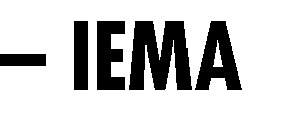 — IEMA